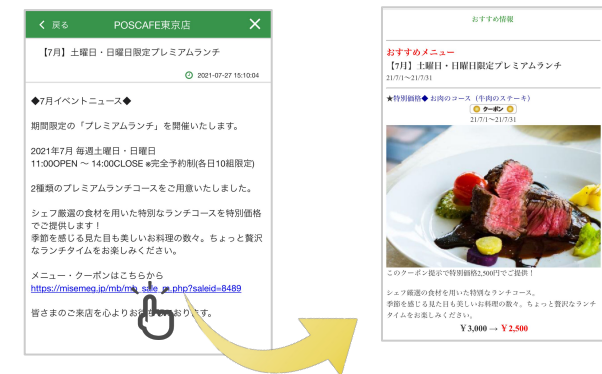 戻る POSCAFE東京店
【7月】土曜日・日曜日限定プレミアムランチ
2021-07-27 15:10:04
◆7月イベントニュース◆
期間限定の「プレミアムランチ」を開催いたします。
2021年7月 毎週土曜日・日曜日
11:00OPEN ～ 14:00CLOSE ※完全予約制(各日10組限定)
2種類のプレミアムランチコースをご用意いたしました。
シェフ厳選の食材を用いた特別なランチコースを特別価格
でご提供します！
季節を感じる見た目も美しいお料理の数々。ちょっと贅沢
なランチタイムをお楽しみください。
メニュー・クーポンはこちらから
https://misemeg.jp/mb/mb_sale_pr.php?saleid=8489
皆さまのご来店を心よりお待ちしております。
おすすめ情報
おすすめメニュー
【7月】土曜日・日曜日限定プレミアムランチ
21/7/1～21/7/31
★特別価格◆ お肉のコース（牛肉のステーキ）
クーポン
21/7/1～21/7/31
このクーポン提示で特別価格2,500円でご提供！
シェフ厳選の食材を用いた特別なランチコース。
季節を感じる見た目も美しいお料理の数々。ちょっと贅沢なランチ
タイムをお楽しみください。
￥3,000 → ￥2,500